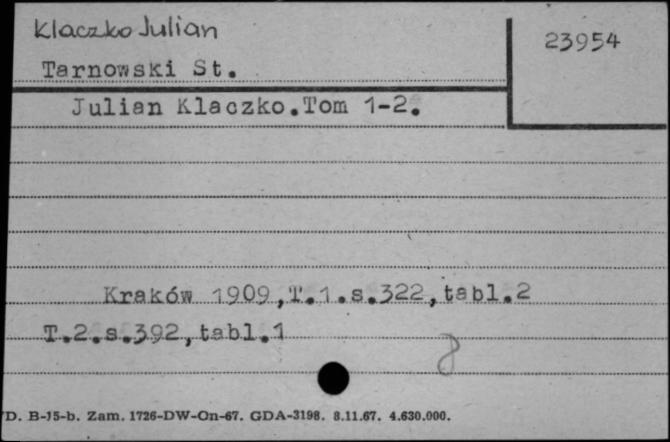 Klaczko Julian
23954
Tarnowski St.
Julian Klaczko.Tom 1-2.
Kraków 1909,T.1.s.322,tabl.2
T.2.s.392,tabl.1
8
D. B-15-b. Zam. 1726-DW-On-67. GDA-3198. 8.11.67. 4.630.000.